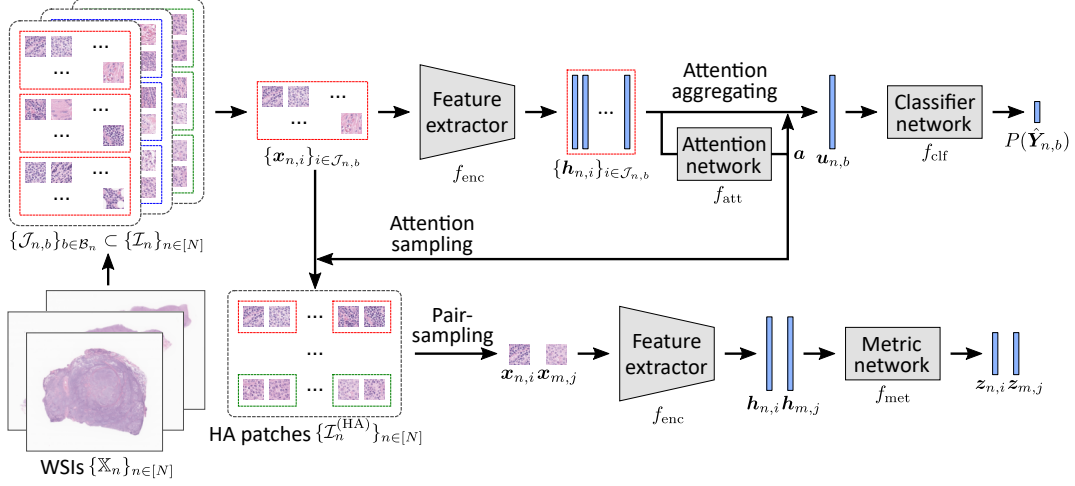 ...
...
...
...
...
...
{𝒥_{n,b}}_{b∈ℬ_n} ⊂ {ℐ_n}_{n∈[N]}
WSIs {𝕏_n}_{n∈[N]}
...
...
{x_{n,i}}_{i∈𝒥_{n,b}}
Feature
extractor
f_enc
...
{h_{n,i}}_{i∈𝒥_{n,b}}
Attention
aggregating
Attention
network
f_att
a
u_{n,b}
Classifier
network
f_clf
P(Ŷ_{n,b})
Attention
sampling
...
...
...
HA patches {ℐ_n^{(HA)}}_{n∈[N]}
Pair-
sampling
x_{n,i} x_{m,j}
Feature
extractor
f_enc
h_{n,i} h_{m,j}
Metric
network
f_met
z_{n,i} z_{m,j}